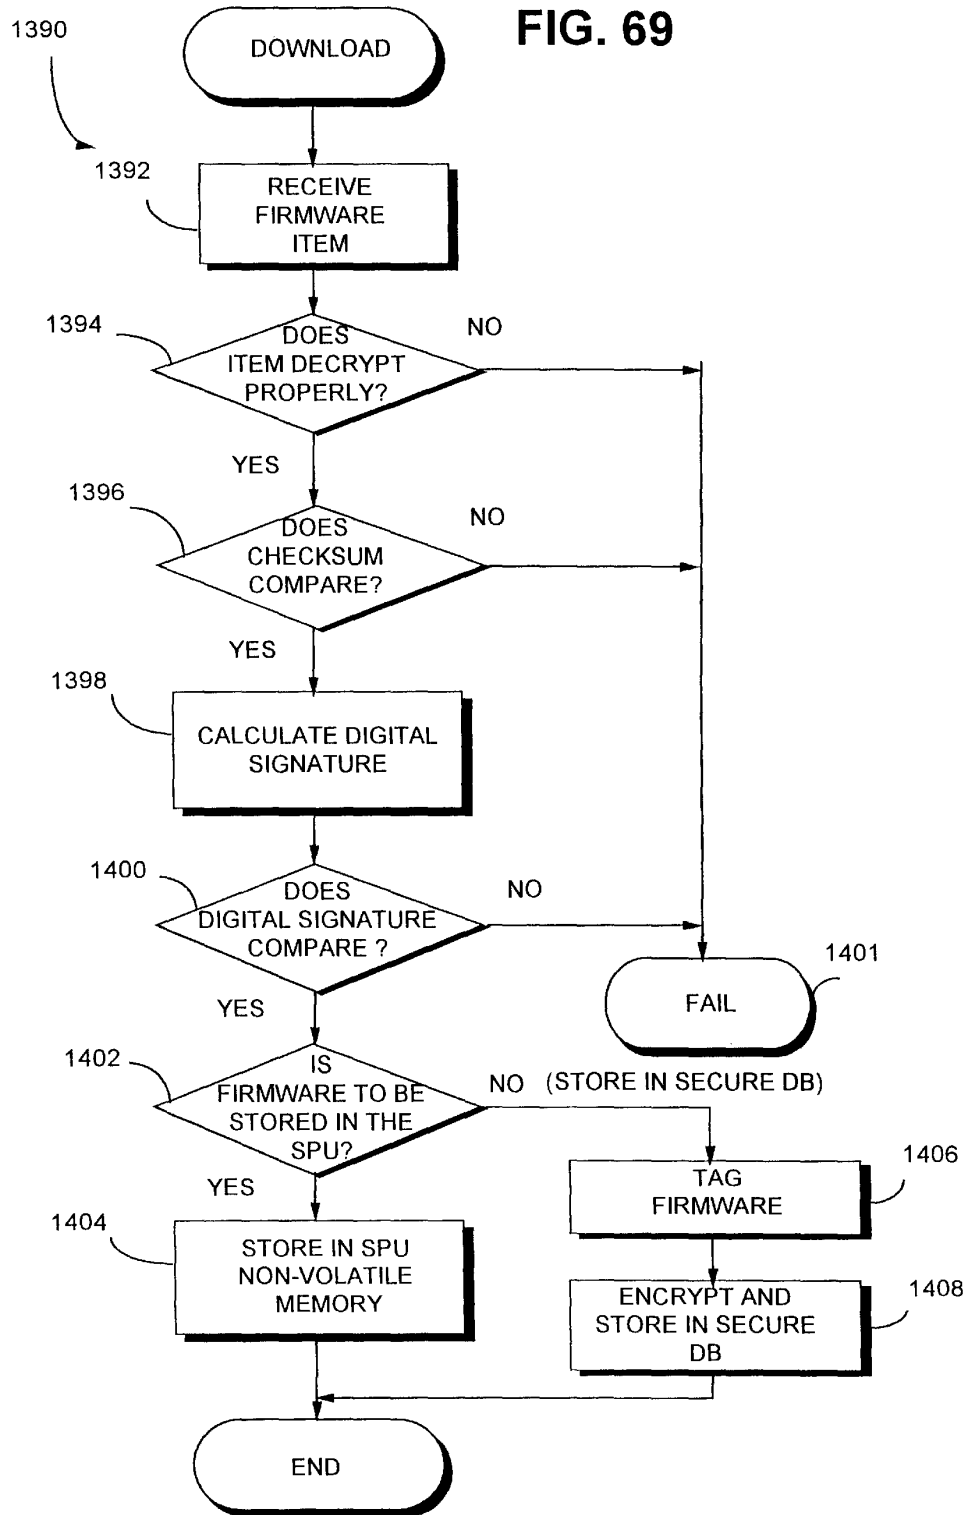 FIG. 69
1390
DOWNLOAD
1392
RECEIVE
FIRMWARE
ITEM
1394
DOES
ITEM DECRYPT
PROPERLY?
NO
YES
1396
DOES
CHECKSUM
COMPARE?
NO
YES
1398
CALCULATE DIGITAL
SIGNATURE
1400
DOES
DIGITAL SIGNATURE
COMPARE ?
NO
YES
1401
FAIL
1402
IS
FIRMWARE TO BE
STORED IN THE
SPU?
NO (STORE IN SECURE DB)
YES
1404
STORE IN SPU
NON-VOLATILE
MEMORY
1406
TAG
FIRMWARE
1408
ENCRYPT AND
STORE IN SECURE
DB
END